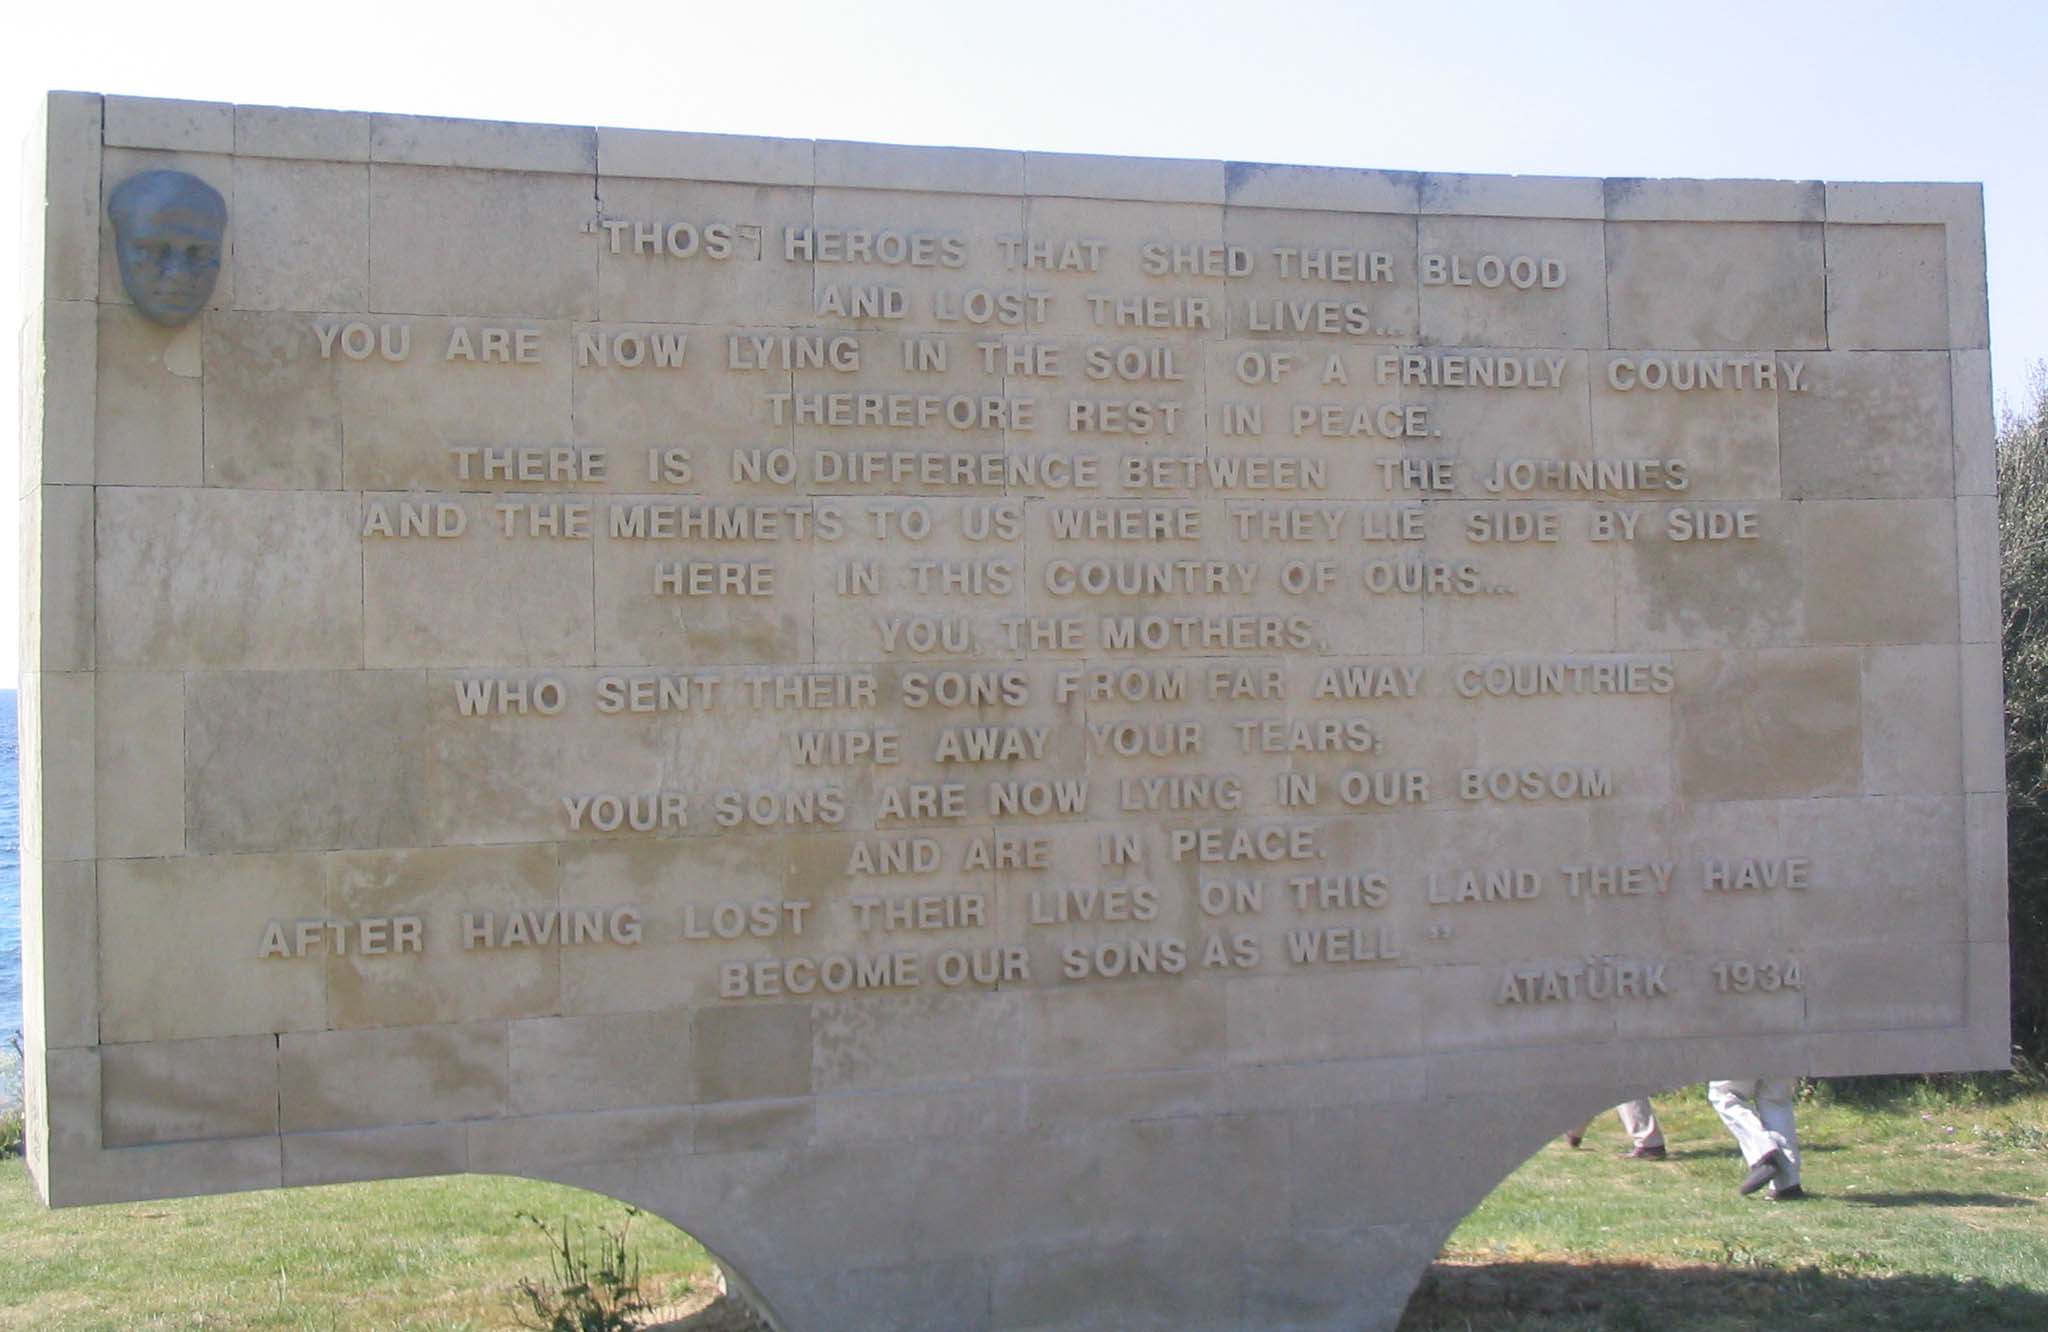 "THOS HEROES THAT SHED THEIR BLOOD
AND LOST THEIR LIVES...
YOU ARE NOW LYING IN THE SOIL OF A FRIENDLY COUNTRY.
THEREFORE REST IN PEACE.
THERE IS NO DIFFERENCE BETWEEN THE JOHNNIES
AND THE MEHMETS TO US WHERE THEY LIE SIDE BY SIDE
HERE IN THIS COUNTRY OF OURS...
YOU, THE MOTHERS,
WHO SENT THEIR SONS FROM FAR AWAY COUNTRIES
WIPE AWAY YOUR TEARS;
YOUR SONS ARE NOW LYING IN OUR BOSOM
AND ARE IN PEACE.
AFTER HAVING LOST THEIR LIVES ON THIS LAND THEY HAVE
BECOME OUR SONS AS WELL"
ATATÜRK 1934